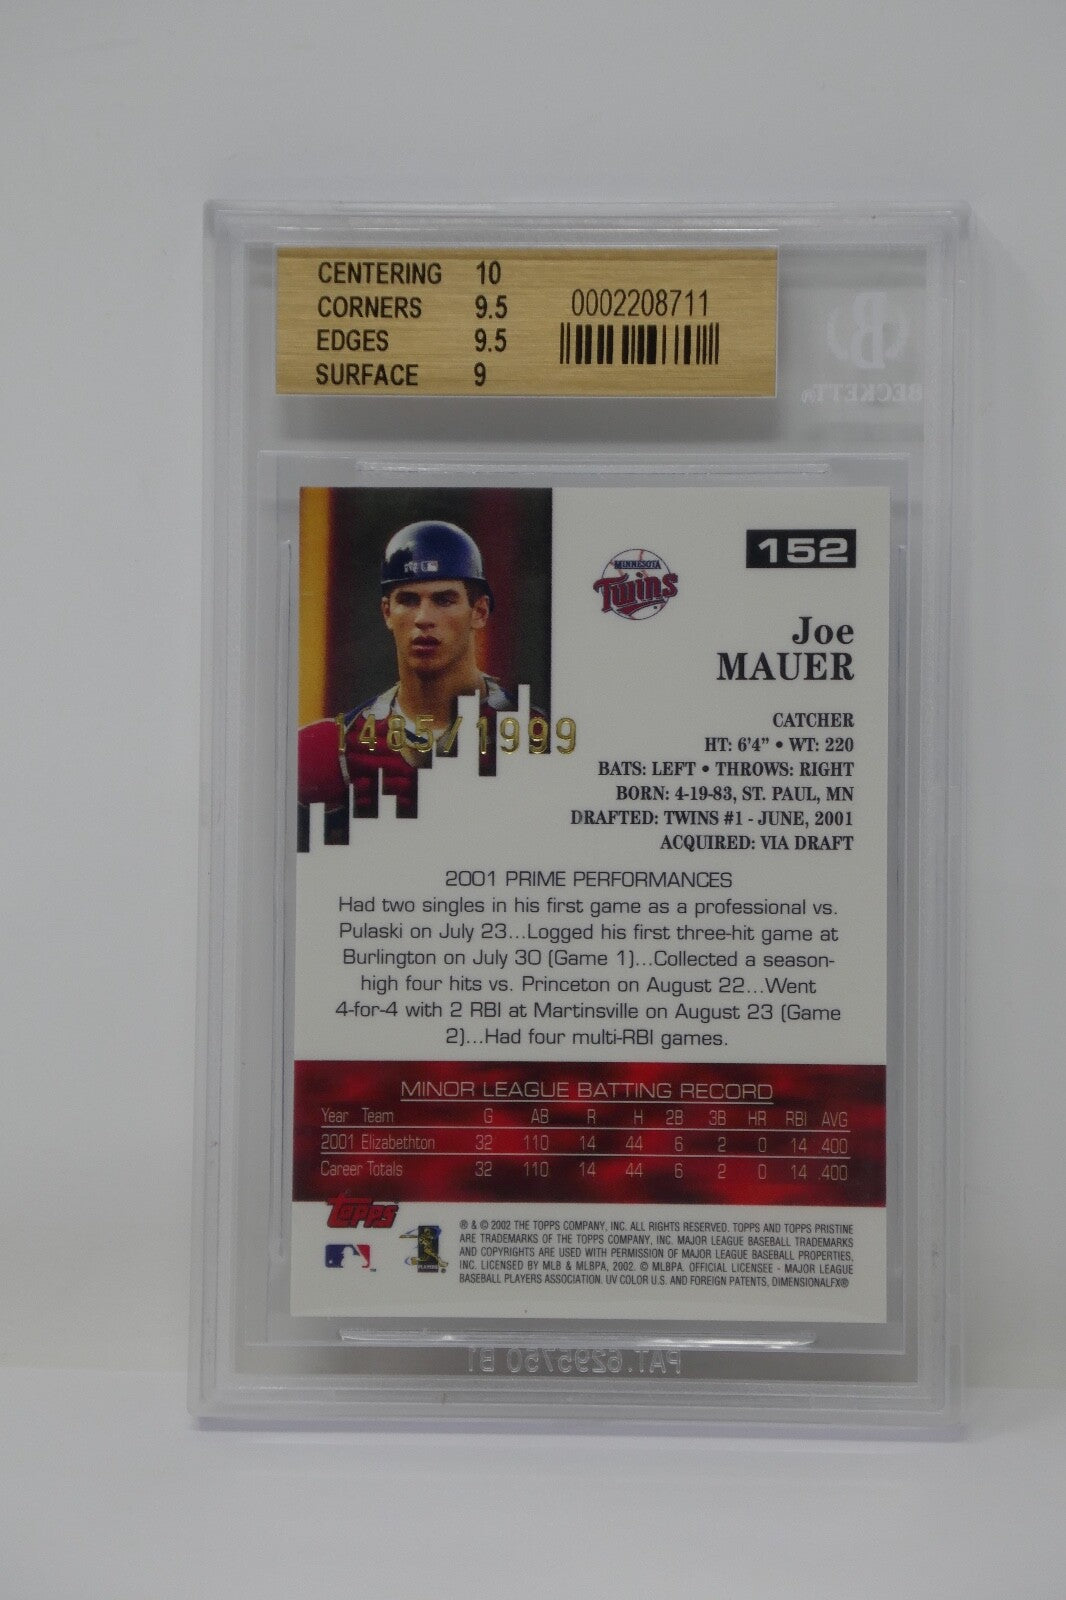 CENTERING 10
CORNERS 9.5
EDGES 9.5
SURFACE 9
0002208711
BECKETT®
152
MINNESOTA
Twins
Joe
MAUER
1485/1999
CATCHER
HT: 6'4" • WT: 220
BATS: LEFT • THROWS: RIGHT
BORN: 4-19-83, ST. PAUL, MN
DRAFTED: TWINS #1 - JUNE, 2001
ACQUIRED: VIA DRAFT
2001 PRIME PERFORMANCES
Had two singles in his first game as a professional vs.
Pulaski on July 23...Logged his first three-hit game at
Burlington on July 30 (Game 1)...Collected a season-
high four hits vs. Princeton on August 22...Went
4-for-4 with 2 RBI at Martinsville on August 23 (Game
2)...Had four multi-RBI games.
MINOR LEAGUE BATTING RECORD
Year Team G AB R H 2B 3B HR RBI AVG
2001 Elizabethton 32 110 14 44 6 2 0 14 .400
Career Totals 32 110 14 44 6 2 0 14 .400
Topps
® & © 2002 THE TOPPS COMPANY, INC. ALL RIGHTS RESERVED. TOPPS AND TOPPS PRISTINE
ARE TRADEMARKS OF THE TOPPS COMPANY, INC. MAJOR LEAGUE BASEBALL TRADEMARKS
AND COPYRIGHTS ARE USED WITH PERMISSION OF MAJOR LEAGUE BASEBALL PROPERTIES,
INC. LICENSED BY MLB & MLBPA, 2002. © MLBPA. OFFICIAL LICENSEE - MAJOR LEAGUE
BASEBALL PLAYERS ASSOCIATION. UV COLOR U.S. AND FOREIGN PATENTS, DIMENSIONALFX®
PLAYERS
PAT.6295750 B1